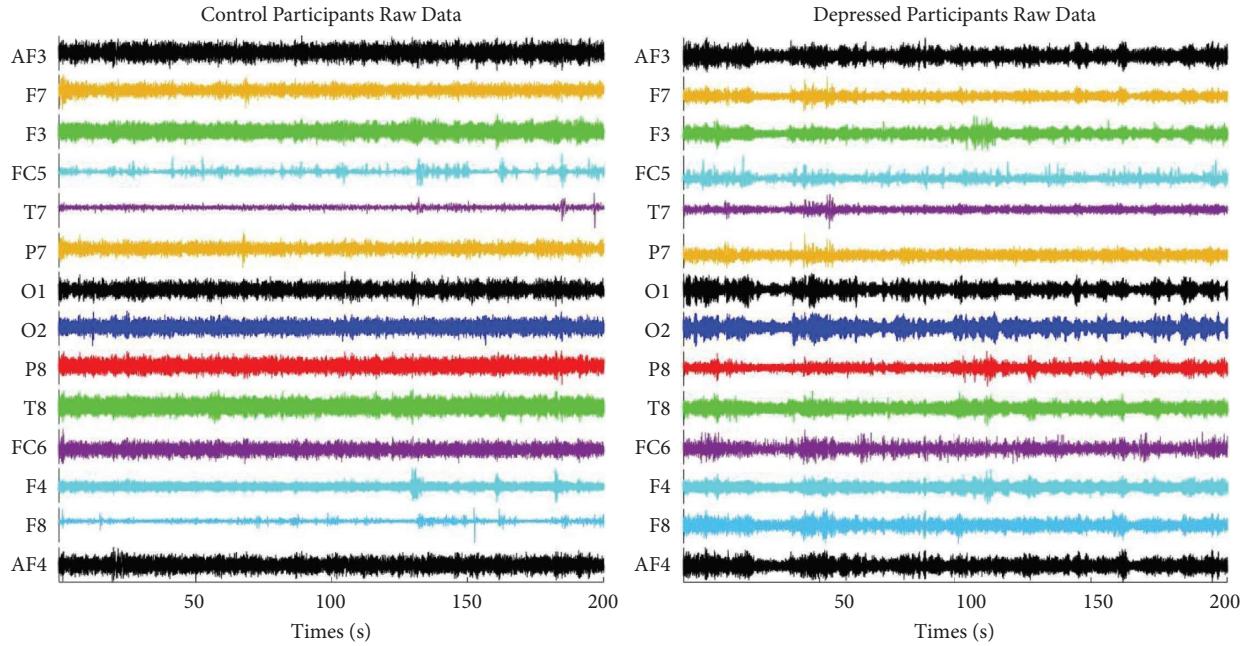 Control Participants Raw Data
AF3
F7
F3
FC5
T7
P7
O1
O2
P8
T8
FC6
F4
F8
AF4
50 100 150 200
Times (s)
Depressed Participants Raw Data
AF3
F7
F3
FC5
T7
P7
O1
O2
P8
T8
FC6
F4
F8
AF4
50 100 150 200
Times (s)